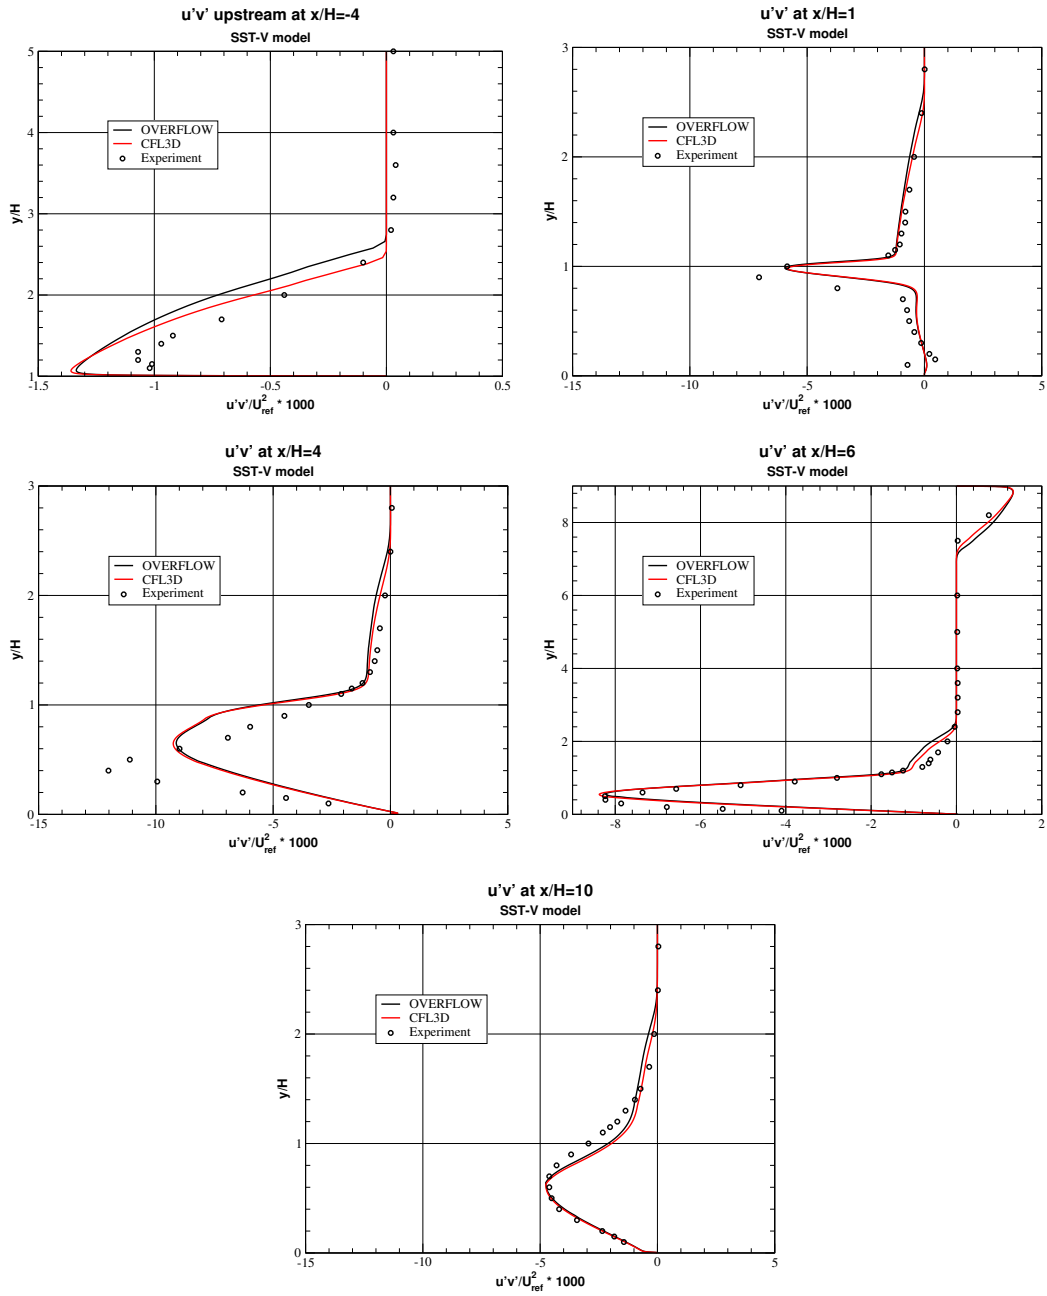 u'v' upstream at x/H=-4
SST-V model
5
4
3
2
1
y/H
OVERFLOW
CFL3D
Experiment
-1.5 -1 -0.5 0 0.5
u'v'/U²ref * 1000
u'v' at x/H=1
SST-V model
3
2
1
0
y/H
OVERFLOW
CFL3D
Experiment
-15 -10 -5 0 5
u'v'/U²ref * 1000
u'v' at x/H=4
SST-V model
3
2
1
0
y/H
OVERFLOW
CFL3D
Experiment
-15 -10 -5 0 5
u'v'/U²ref * 1000
u'v' at x/H=6
SST-V model
8
6
4
2
0
y/H
OVERFLOW
CFL3D
Experiment
-8 -6 -4 -2 0 2
u'v'/U²ref * 1000
u'v' at x/H=10
SST-V model
3
2
1
0
y/H
OVERFLOW
CFL3D
Experiment
-15 -10 -5 0 5
u'v'/U²ref * 1000